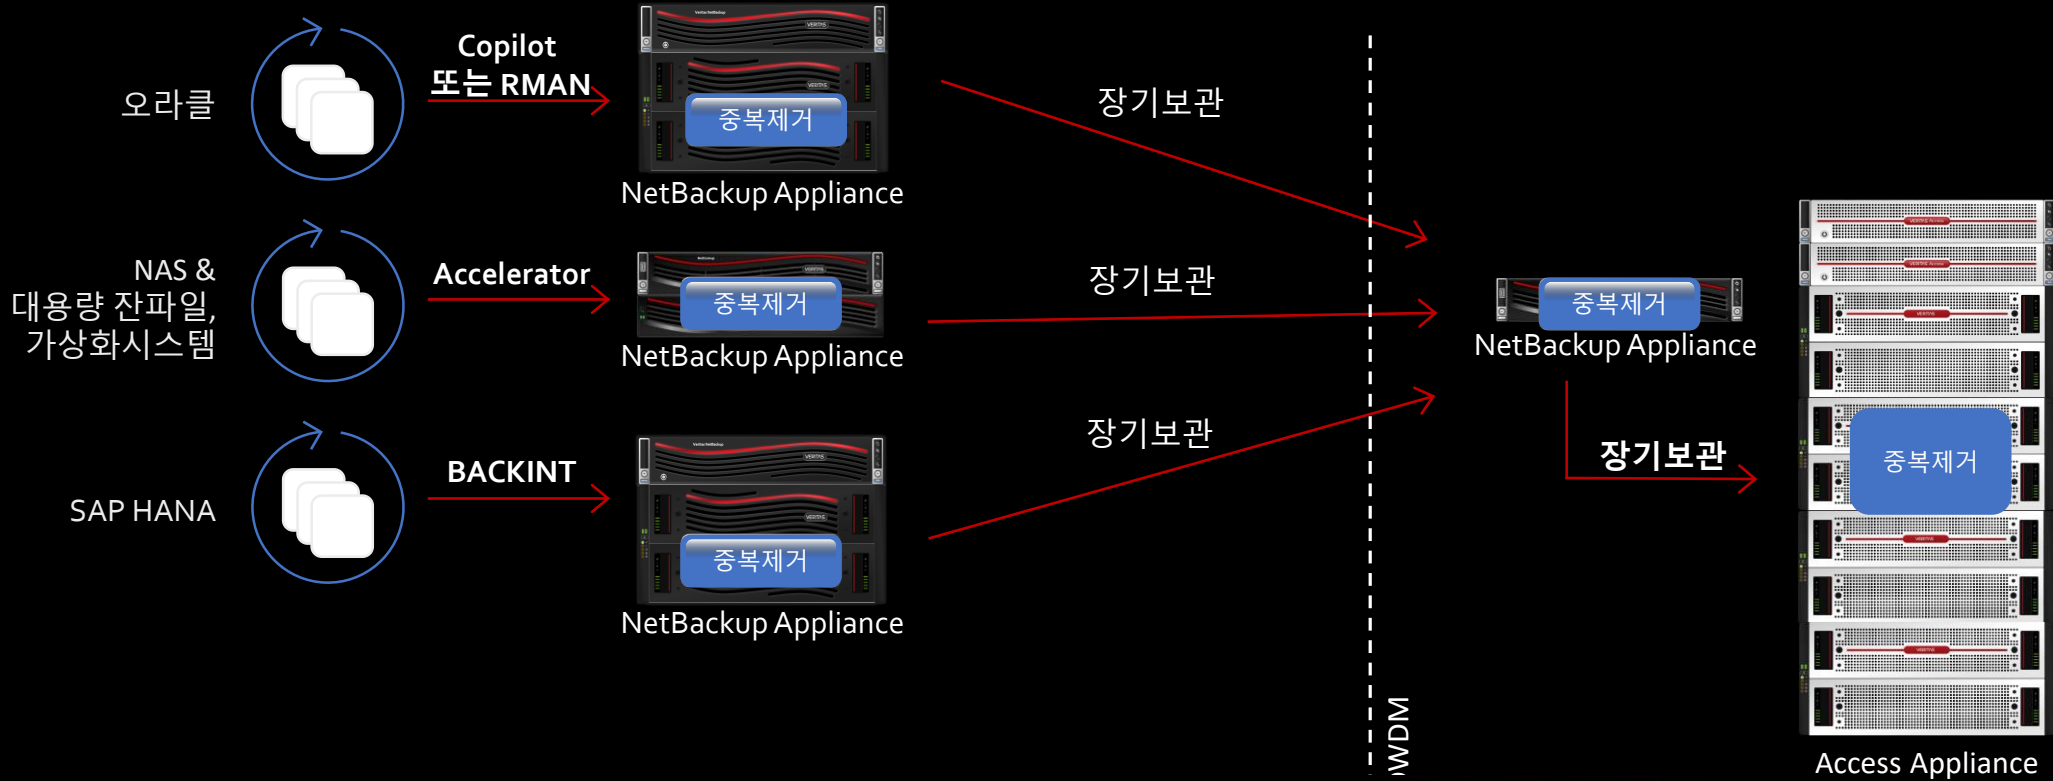 오라클
Copilot
또는 RMAN
중복제거
NetBackup Appliance
장기보관
NAS &
대용량 잔파일,
가상화시스템
Accelerator
중복제거
NetBackup Appliance
장기보관
SAP HANA
BACKINT
중복제거
NetBackup Appliance
장기보관
DWDM
중복제거
NetBackup Appliance
장기보관
중복제거
Access Appliance